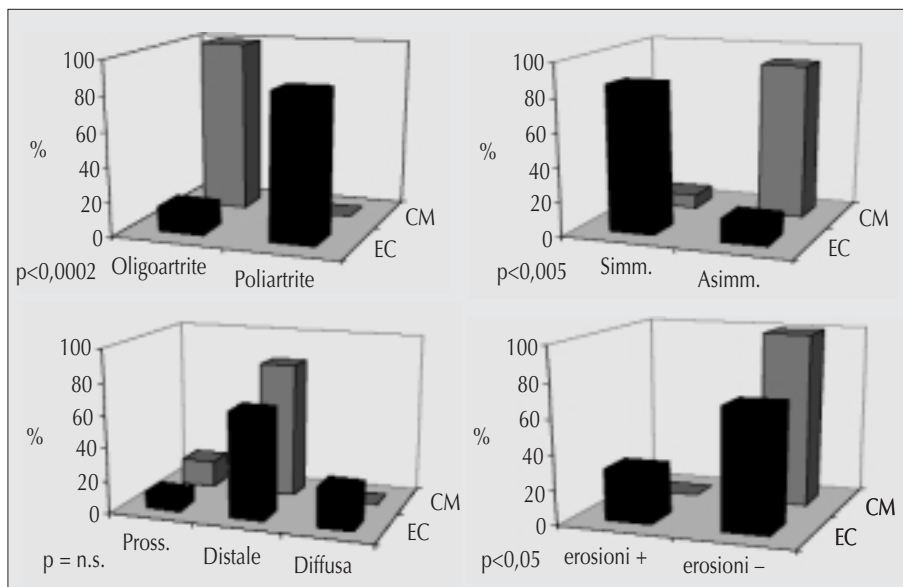 100
80
60
40
20
0
%
CM
EC
p<0,0002
Oligoartrite
Poliartrite
100
80
60
40
20
0
%
CM
EC
p<0,005
Simm.
Asimm.
100
80
60
40
20
0
%
CM
EC
p = n.s.
Pross.
Distale
Diffusa
100
80
60
40
20
0
%
CM
EC
p<0,05
erosioni +
erosioni –